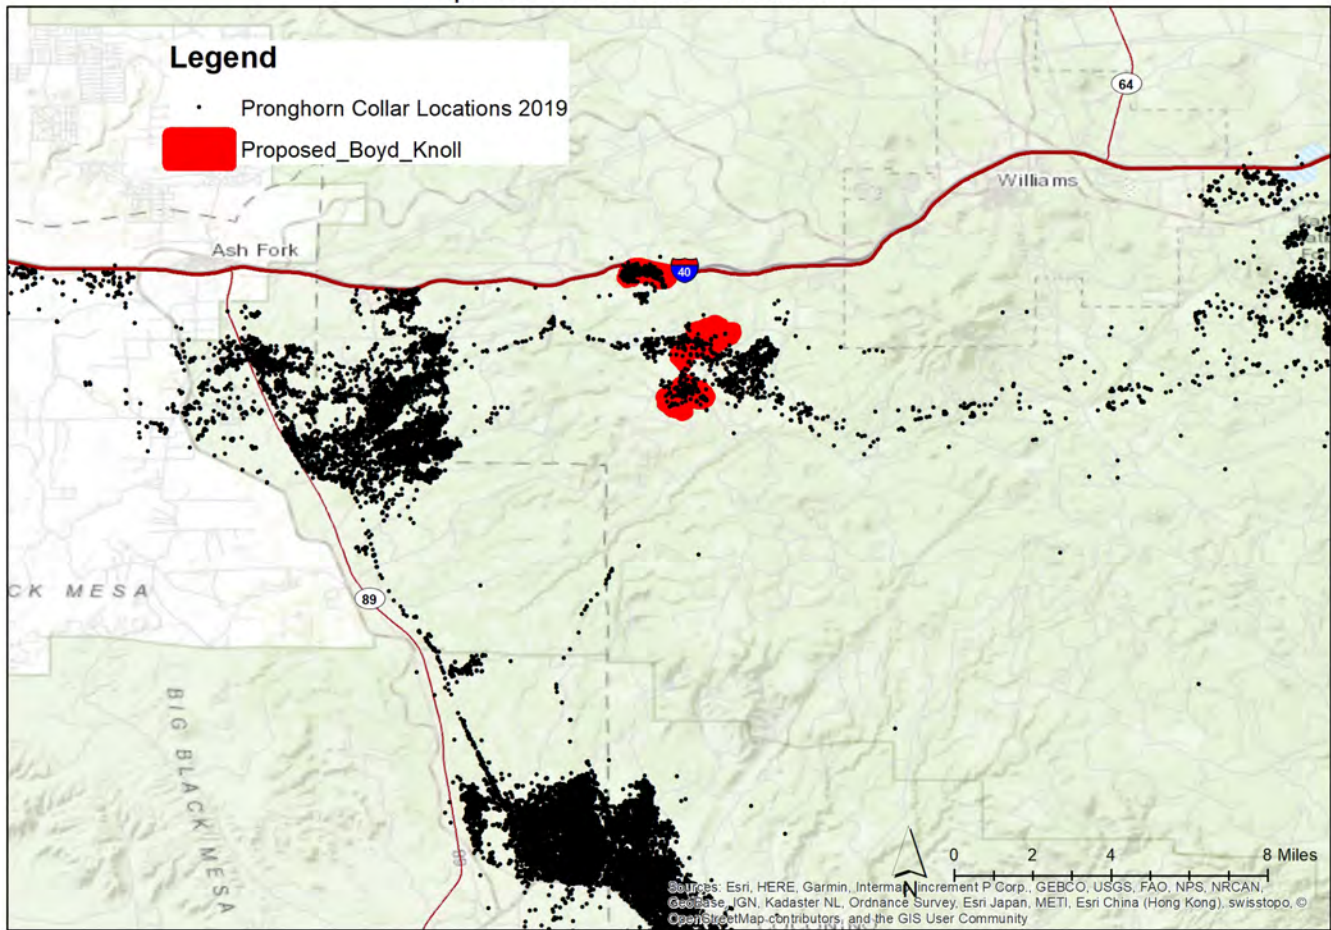 Legend
Pronghorn Collar Locations 2019
Proposed_Boyd_Knoll
64
Williams
Ash Fork
40
CK MESA
89
BIG BLACK MESA
89
0 2 4 8 Miles
N
Sources: Esri, HERE, Garmin, Intermap, increment P Corp., GEBCO, USGS, FAO, NPS, NRCAN,
GeoBase, IGN, Kadaster NL, Ordnance Survey, Esri Japan, METI, Esri China (Hong Kong), swisstopo, ©
OpenStreetMap contributors, and the GIS User Community